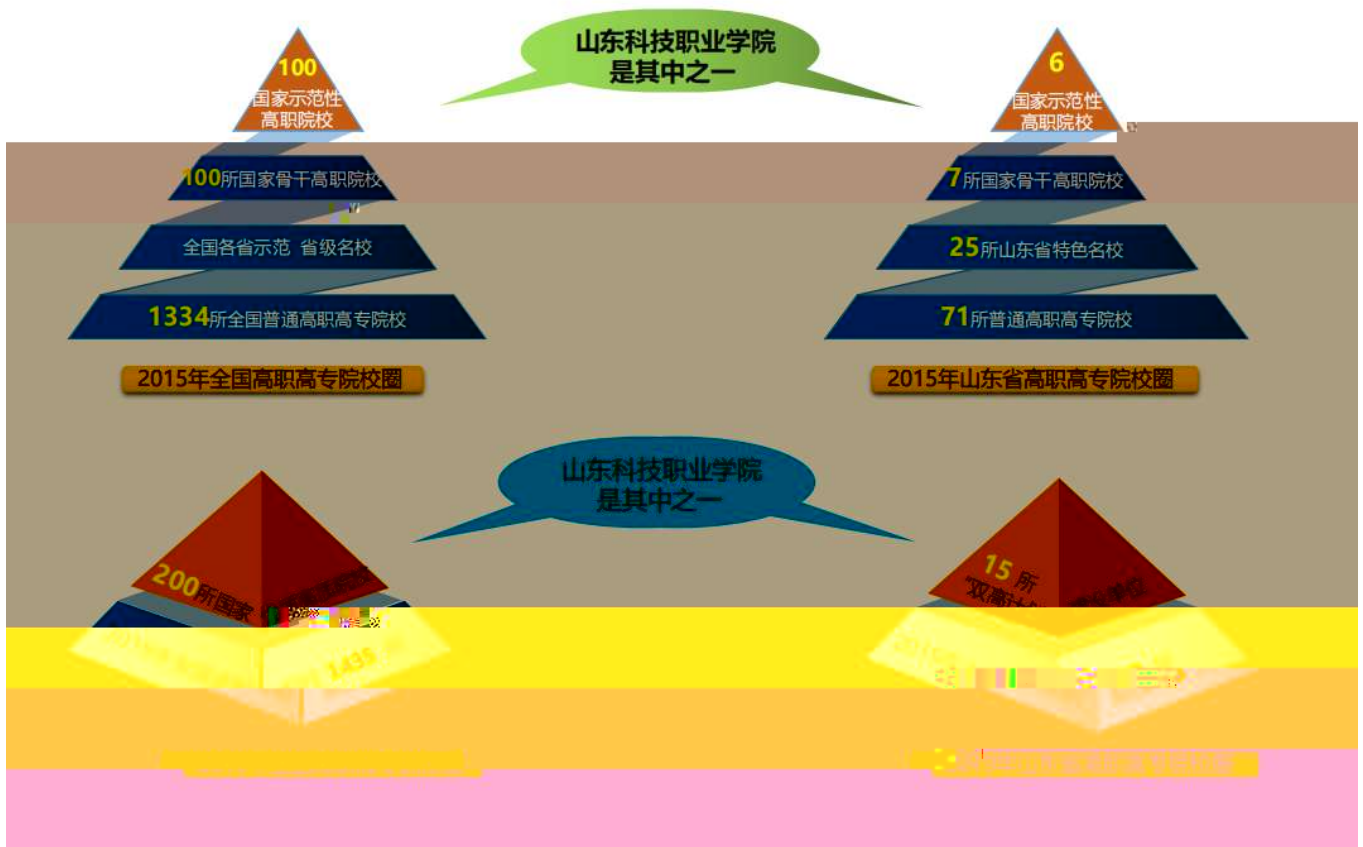 山东科技职业学院
是其中之一
100
国家示范性
高职院校
100所国家骨干高职院校
全国各省示范 省级名校
1334所全国普通高职高专院校
2015年全国高职高专院校圈
6
国家示范性
高职院校
7所国家骨干高职院校
25所山东省特色名校
71所普通高职高专院校
2015年山东省高职高专院校圈
山东科技职业学院
是其中之一
200所国家
1435
15 所
"双高计
单位